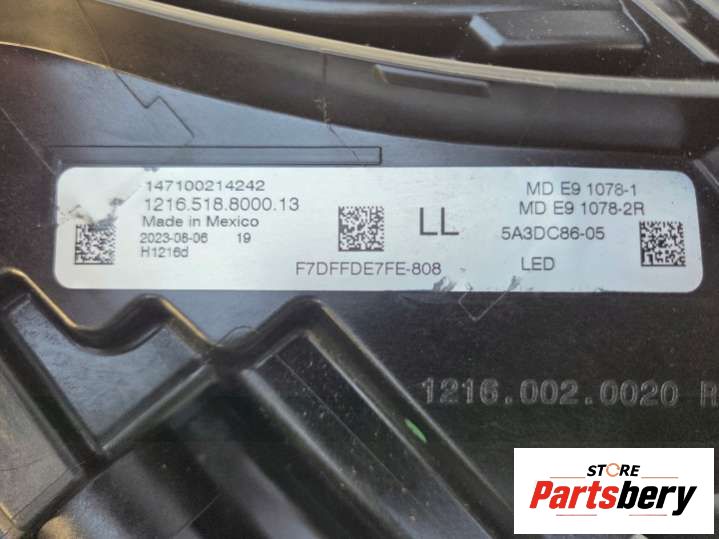 147100214242
1216.518.8000.13
Made in Mexico
2023-08-06 19
H1216d
F7DFFDE7FE-808
LL
MD E9 1078-1
MD E9 1078-2R
5A3DC86-05
LED
1216.002.0020 R
STORE
Partsbery